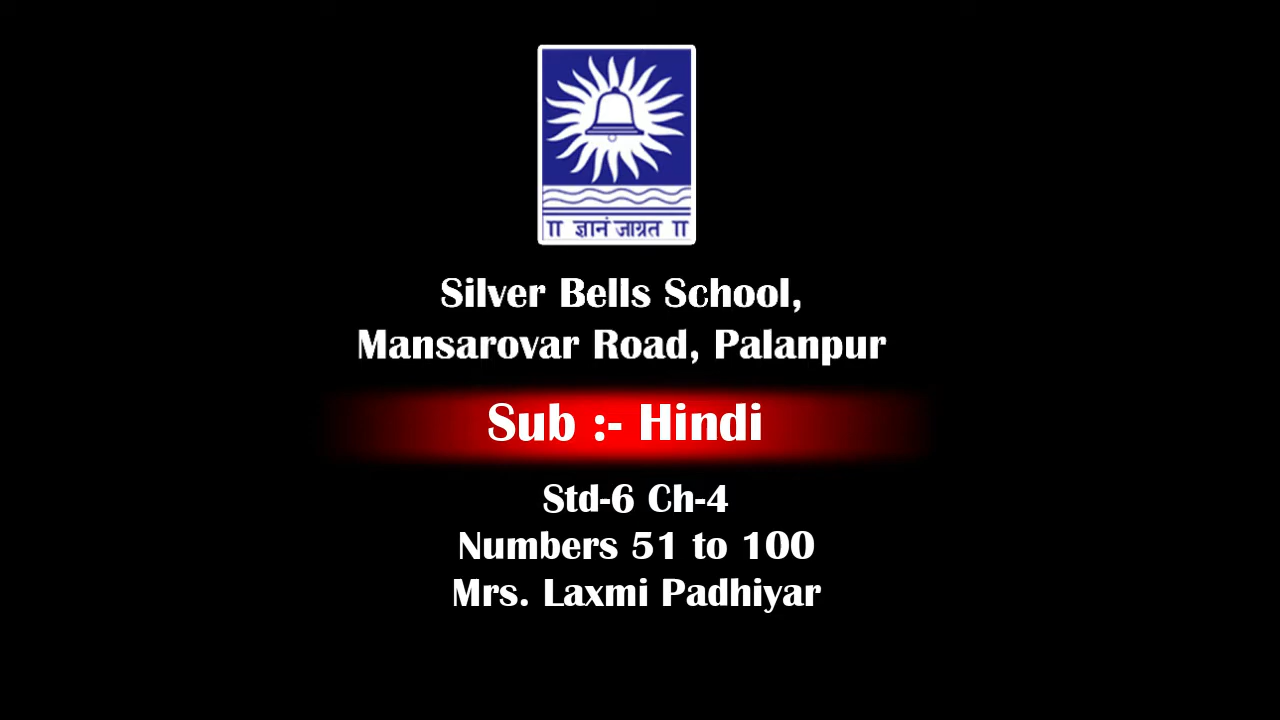 ॥ ज्ञानं जाग्रत ॥
Silver Bells School,
Mansarovar Road, Palanpur
Sub :- Hindi
Std-6 Ch-4
Numbers 51 to 100
Mrs. Laxmi Padhiyar